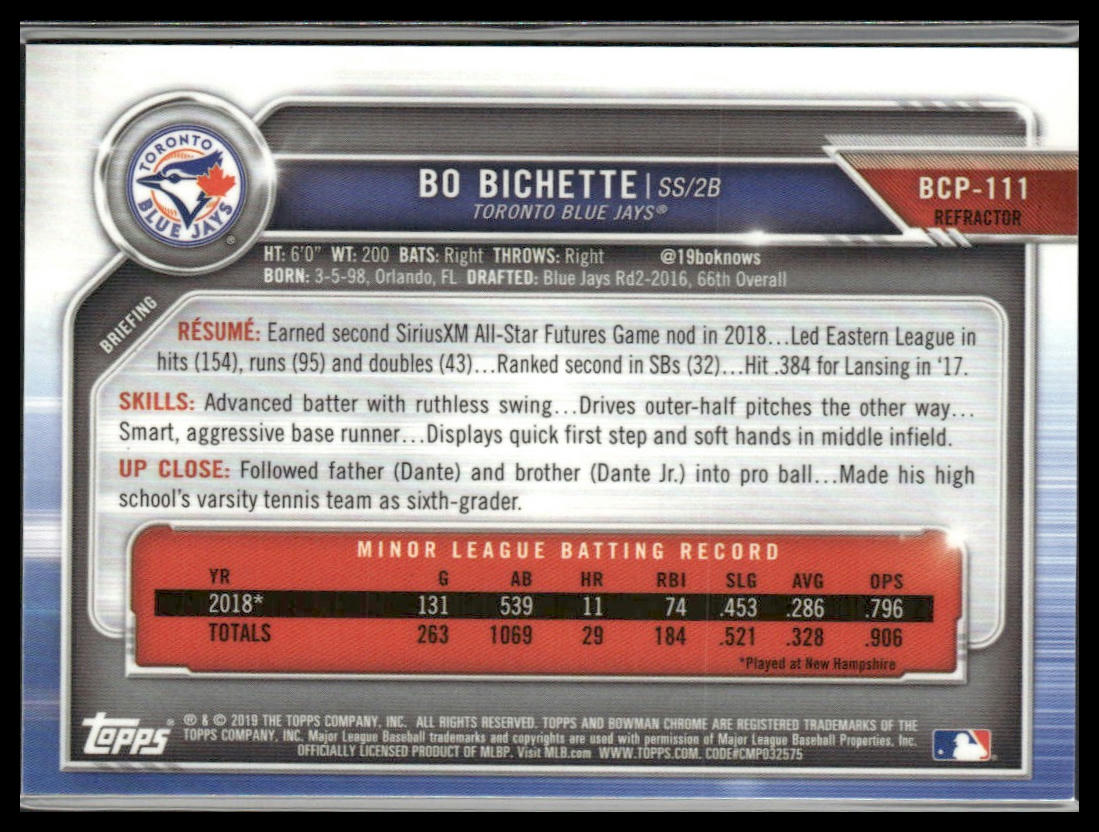 TORONTO
BLUE JAYS
®
BO BICHETTE | SS/2B
TORONTO BLUE JAYS®
BCP-111
REFRACTOR
HT: 6'0" WT: 200 BATS: Right THROWS: Right @19boknows
BORN: 3-5-98, Orlando, FL DRAFTED: Blue Jays Rd2-2016, 66th Overall
BRIEFING
RÉSUMÉ: Earned second SiriusXM All-Star Futures Game nod in 2018...Led Eastern League in
hits (154), runs (95) and doubles (43)...Ranked second in SBs (32)...Hit .384 for Lansing in '17.
SKILLS: Advanced batter with ruthless swing...Drives outer-half pitches the other way...
Smart, aggressive base runner...Displays quick first step and soft hands in middle infield.
UP CLOSE: Followed father (Dante) and brother (Dante Jr.) into pro ball...Made his high
school's varsity tennis team as sixth-grader.
MINOR LEAGUE BATTING RECORD
YR G AB HR RBI SLG AVG OPS
2018* 131 539 11 74 .453 .286 .796
TOTALS 263 1069 29 184 .521 .328 .906
*Played at New Hampshire
topps®
® & © 2019 THE TOPPS COMPANY, INC. ALL RIGHTS RESERVED. TOPPS AND BOWMAN CHROME ARE REGISTERED TRADEMARKS OF THE
TOPPS COMPANY, INC. Major League Baseball trademarks and copyrights are used with permission of Major League Baseball Properties, Inc.
OFFICIALLY LICENSED PRODUCT OF MLBP. Visit MLB.com WWW.TOPPS.COM. CODE#CMP032575